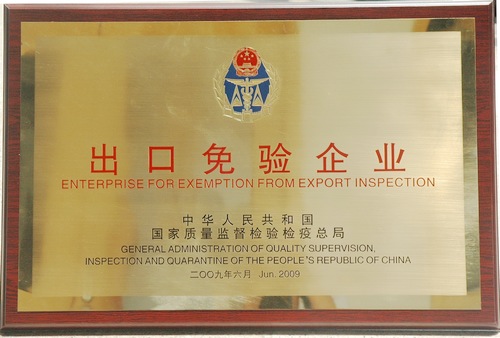 出口免验企业
ENTERPRISE FOR EXEMPTION FROM EXPORT INSPECTION
中华人民共和国
国家质量监督检验检疫总局
GENERAL ADMINISTRATION OF QUALITY SUPERVISION,
INSPECTION AND QUARANTINE OF THE PEOPLE'S REPUBLIC OF CHINA
二〇〇九年六月 Jun. 2009